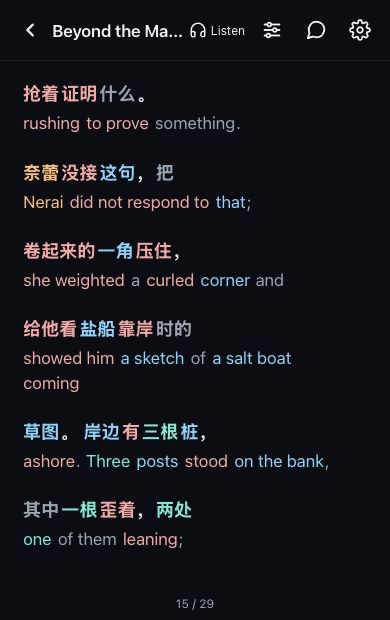 Beyond the Ma...
Listen
抢着证明什么。
rushing to prove something.
奈蕾没接这句，把
Nerai did not respond to that;
卷起来的一角压住，
she weighted a curled corner and
给他看盐船靠岸时的
showed him a sketch of a salt boat
coming
草图。岸边有三根桩，
ashore. Three posts stood on the bank,
其中一根歪着，两处
one of them leaning;
15 / 29